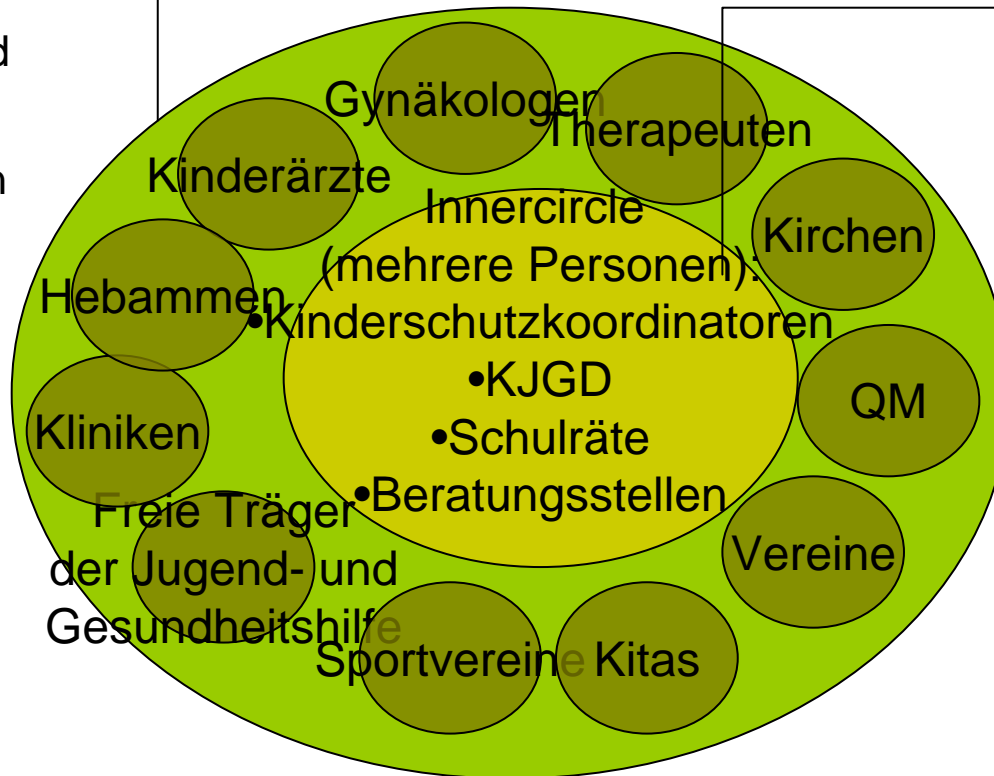 d
n
Gynäkologen
Therapeuten
Kinderärzte
Kirchen
Hebammen
Innercircle
(mehrere Personen):
•Kinderschutzkoordinatoren
•KJGD
•Schulräte
•Beratungsstellen
QM
Kliniken
Vereine
Freie Träger
der Jugend- und
Gesundheitshilfe
Sportvereine
Kitas